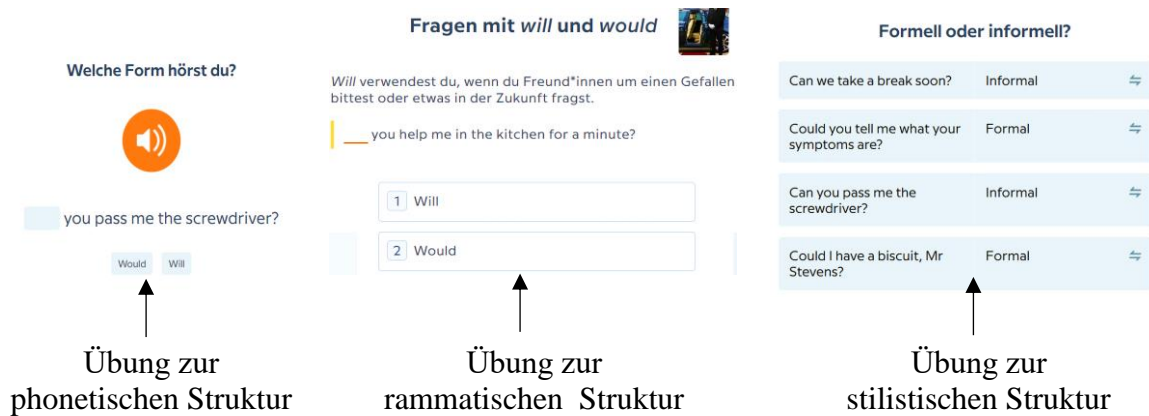 Welche Form hörst du?
you pass me the screwdriver?
Would Will
Übung zur
phonetischen Struktur
Fragen mit will und would
Will verwendest du, wenn du Freund*innen um einen Gefallen
bittest oder etwas in der Zukunft fragst.
___ you help me in the kitchen for a minute?
1 Will
2 Would
Übung zur
rammatischen Struktur
Formell oder informell?
Can we take a break soon? Informal
Could you tell me what your Formal
symptoms are?
Can you pass me the Informal
screwdriver?
Could I have a biscuit, Mr Formal
Stevens?
Übung zur
stilistischen Struktur